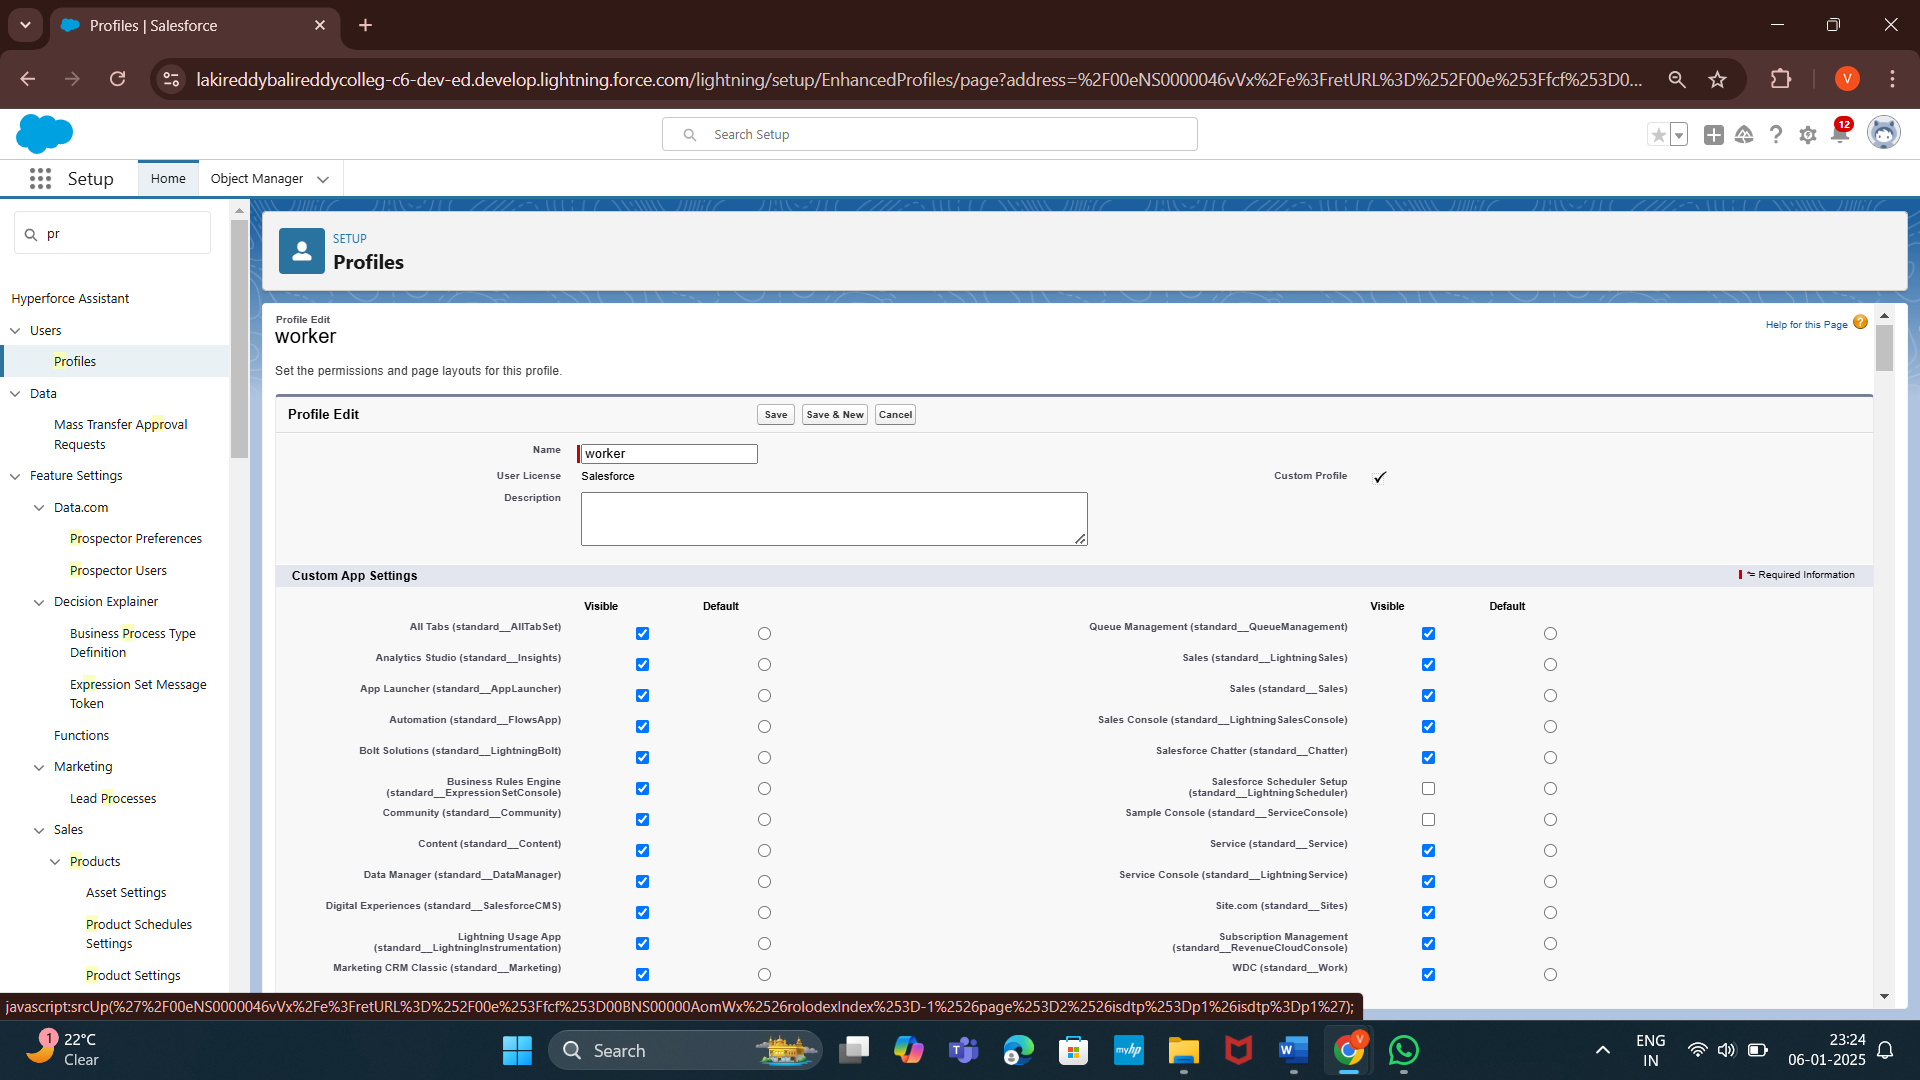 Profiles | Salesforce
lakireddybalireddycolleg-c6-dev-ed.develop.lightning.force.com/lightning/setup/EnhancedProfiles/page?address=%2F00eNS0000046vVx%2Fe%3FretURL%3D%252F00e%253Ffcf%253D0...
V
Search Setup
12
Setup
Home
Object Manager
pr
Hyperforce Assistant
Users
Profiles
Data
Mass Transfer Approval
Requests
Feature Settings
Data.com
Prospector Preferences
Prospector Users
Decision Explainer
Business Process Type
Definition
Expression Set Message
Token
Functions
Marketing
Lead Processes
Sales
Products
Asset Settings
Product Schedules
Settings
Product Settings
SETUP
Profiles
Profile Edit
worker
Help for this Page ?
Set the permissions and page layouts for this profile.
Profile Edit
Save
Save & New
Cancel
Name
worker
User License
Salesforce
Custom Profile
Description
Custom App Settings
= Required Information
Visible Default
Visible Default
All Tabs (standard__AllTabSet)
Queue Management (standard__QueueManagement)
Analytics Studio (standard__Insights)
Sales (standard__LightningSales)
App Launcher (standard__AppLauncher)
Sales (standard__Sales)
Automation (standard__FlowsApp)
Sales Console (standard__LightningSalesConsole)
Bolt Solutions (standard__LightningBolt)
Salesforce Chatter (standard__Chatter)
Business Rules Engine
(standard__ExpressionSetConsole)
Salesforce Scheduler Setup
(standard__LightningScheduler)
Community (standard__Community)
Sample Console (standard__ServiceConsole)
Content (standard__Content)
Service (standard__Service)
Data Manager (standard__DataManager)
Service Console (standard__LightningService)
Digital Experiences (standard__SalesforceCMS)
Site.com (standard__Sites)
Lightning Usage App
(standard__LightningInstrumentation)
Subscription Management
(standard__RevenueCloudConsole)
Marketing CRM Classic (standard__Marketing)
WDC (standard__Work)
javascript:srcUp(%27%2F00eNS0000046vVx%2Fe%3FretURL%3D%252F00e%253Ffcf%253D00BNS00000AomWx%2526rolodexIndex%253D-1%2526page%253D2%2526isdtp%253Dp1%26isdtp%3Dp1%27);
1
22°C
Clear
Search
T
myhp
W
V
ENG
IN
23:24
06-01-2025